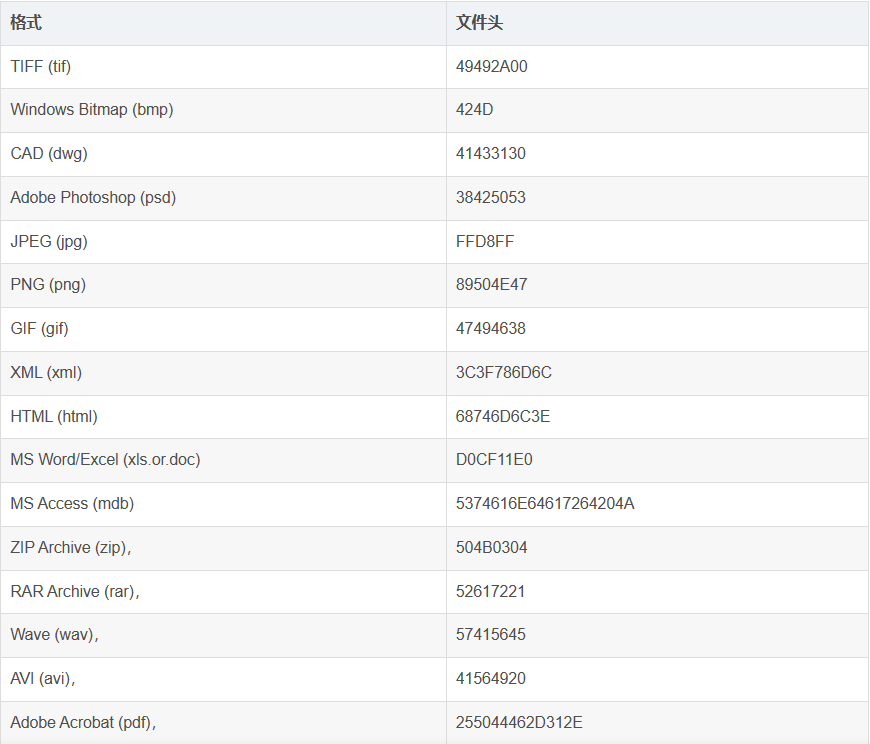 格式 文件头
TIFF (tif) 49492A00
Windows Bitmap (bmp) 424D
CAD (dwg) 41433130
Adobe Photoshop (psd) 38425053
JPEG (jpg) FFD8FF
PNG (png) 89504E47
GIF (gif) 47494638
XML (xml) 3C3F786D6C
HTML (html) 68746D6C3E
MS Word/Excel (xls.or.doc) D0CF11E0
MS Access (mdb) 5374616E64617264204A
ZIP Archive (zip)， 504B0304
RAR Archive (rar)， 52617221
Wave (wav)， 57415645
AVI (avi)， 41564920
Adobe Acrobat (pdf)， 255044462D312E